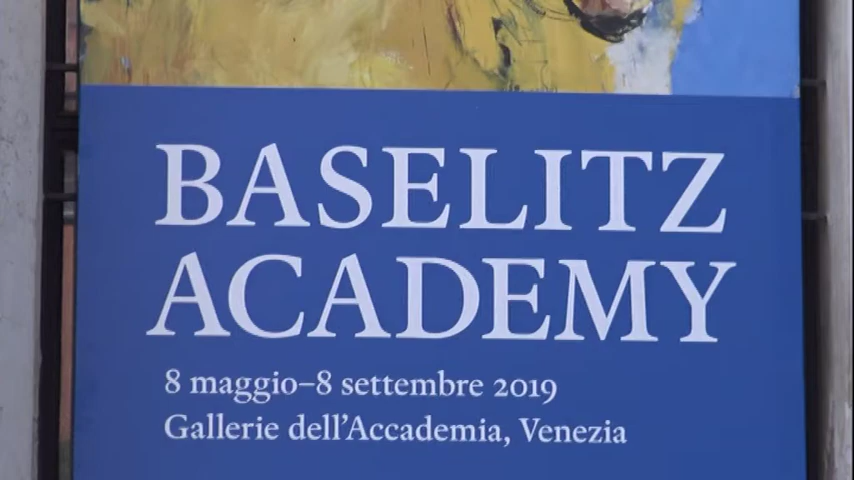 BASELITZ
ACADEMY
8 maggio–8 settembre 2019
Gallerie dell’Accademia, Venezia